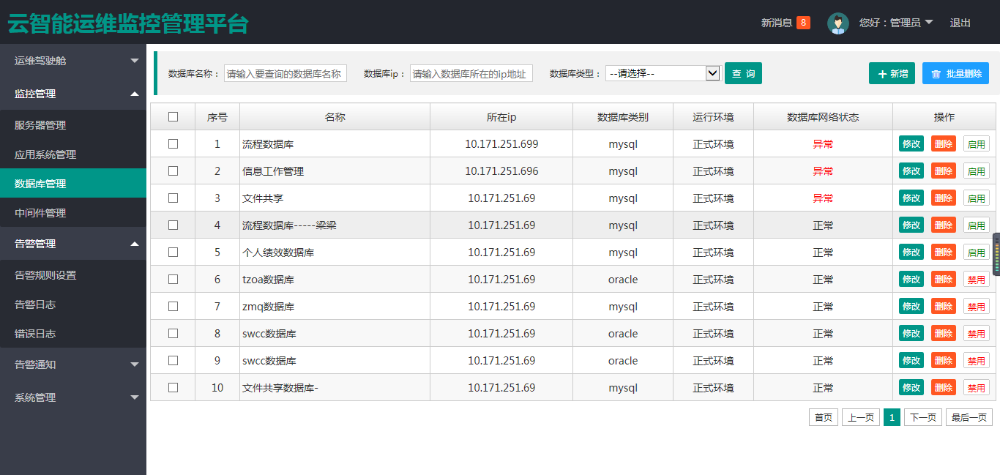 云智能运维监控管理平台
新消息 8 您好：管理员 退出
运维驾驶舱
监控管理
服务器管理
应用系统管理
数据库管理
中间件管理
告警管理
告警规则设置
告警日志
错误日志
告警通知
系统管理
数据库名称： 请输入要查询的数据库名称 数据库ip： 请输入数据库所在的ip地址 数据库类型： --请选择-- 查 询 新增 批量删除
序号 名称 所在ip 数据库类别 运行环境 数据库网络状态 操作
1 流程数据库 10.171.251.699 mysql 正式环境 异常 修改 删除 启用
2 信息工作管理 10.171.251.696 mysql 正式环境 异常 修改 删除 启用
3 文件共享 10.171.251.69 mysql 正式环境 异常 修改 删除 启用
4 流程数据库-----梁梁 10.171.251.69 mysql 正式环境 正常 修改 删除 启用
5 个人绩效数据库 10.171.251.69 mysql 正式环境 正常 修改 删除 启用
6 tzoa数据库 10.171.251.69 oracle 正式环境 正常 修改 删除 禁用
7 zmq数据库 10.171.251.69 mysql 正式环境 正常 修改 删除 禁用
8 swcc数据库 10.171.251.69 oracle 正式环境 正常 修改 删除 禁用
9 swcc数据库 10.171.251.69 oracle 正式环境 正常 修改 删除 禁用
10 文件共享数据库- 10.171.251.69 mysql 正式环境 正常 修改 删除 禁用
首页 上一页 1 下一页 最后一页